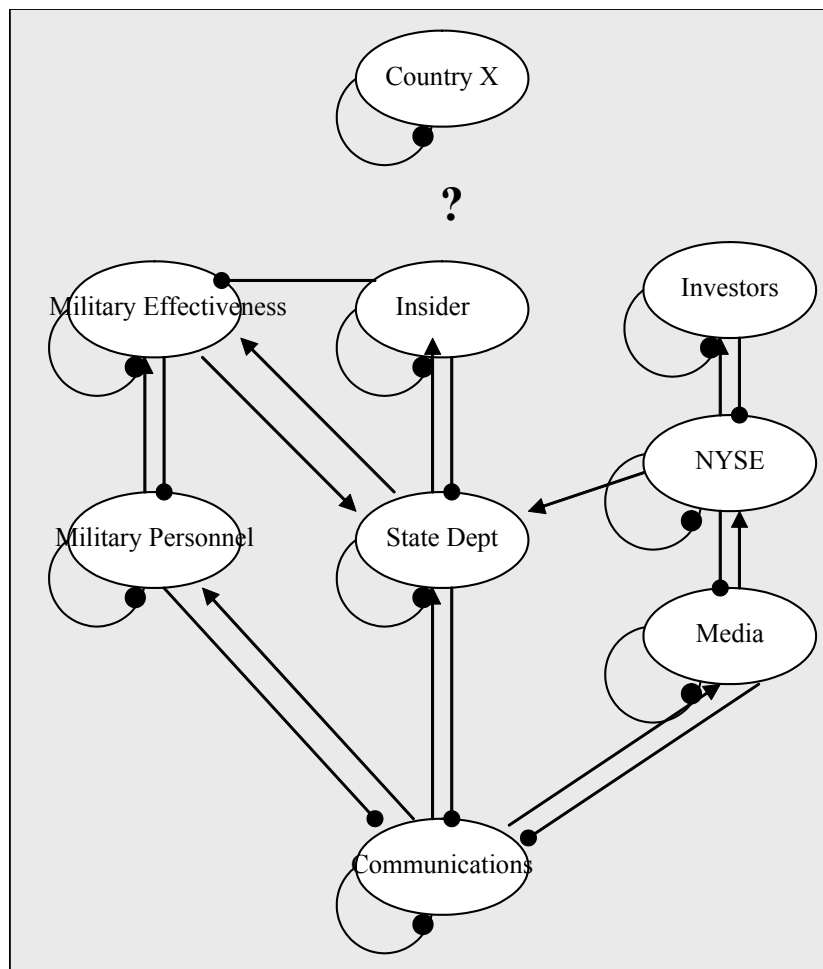 Country X
?
Military Effectiveness
Insider
Investors
NYSE
Military Personnel
State Dept
Media
Communications